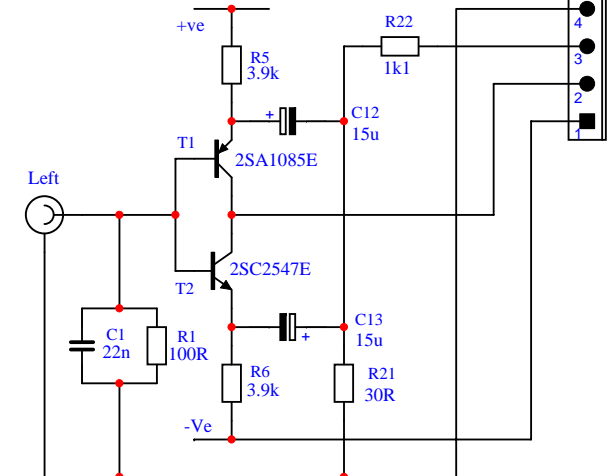 R22
4
+ve
3
R5
3.9k
1k1
2
+
C12
15u
1
T1
2SA1085E
Left
2SC2547E
T2
C13
15u
+
C1
22n
R1
100R
R6
3.9k
R21
30R
-Ve